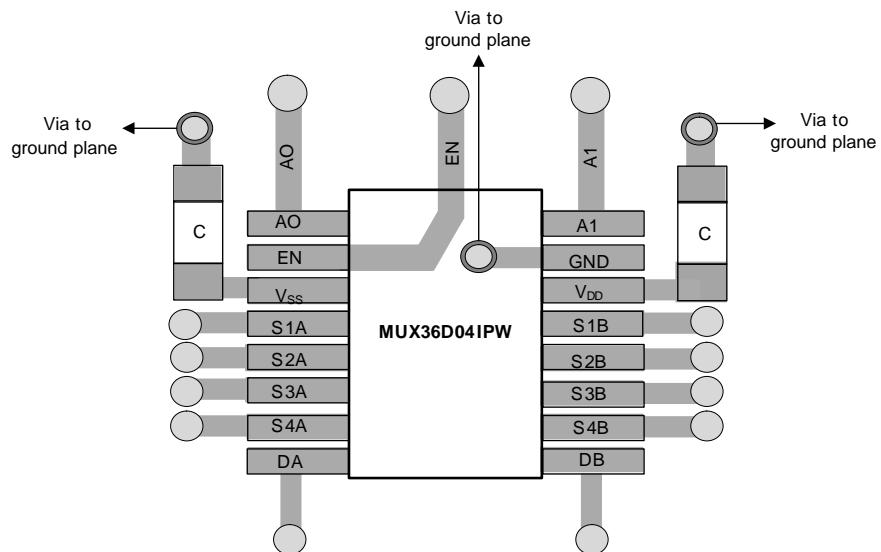 Via to
ground plane
Via to
ground plane
Via to
ground plane
AO
EN
A1
C
C
AO
A1
EN
GND
VSS
VDD
MUX36D04IPW
S1A
S1B
S2A
S2B
S3A
S3B
S4A
S4B
DA
DB